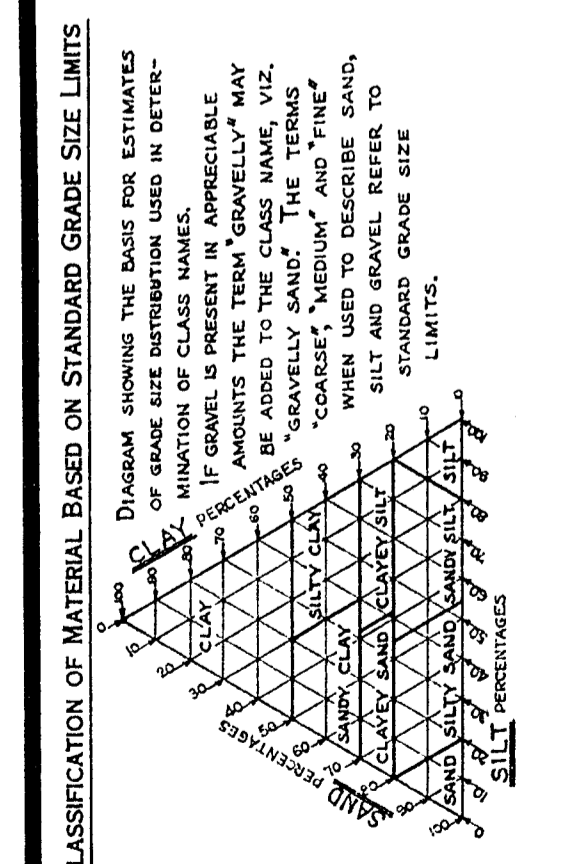 LASSIFICATION OF MATERIAL BASED ON STANDARD GRADE SIZE LIMITS
DIAGRAM SHOWING THE BASIS FOR ESTIMATES
OF GRADE SIZE DISTRIBUTION USED IN DETER-
MINATION OF CLASS NAMES.
IF GRAVEL IS PRESENT IN APPRECIABLE
AMOUNTS THE TERM "GRAVELLY" MAY
BE ADDED TO THE CLASS NAME, VIZ.
"GRAVELLY SAND." THE TERMS
"COARSE", "MEDIUM" AND "FINE"
WHEN USED TO DESCRIBE SAND,
SILT AND GRAVEL REFER TO
STANDARD GRADE SIZE
LIMITS.
CLAY PERCENTAGES
100
90
80
70
60
50
40
30
20
10
0
SAND PERCENTAGES
0
10
20
30
40
50
60
70
80
90
100
CLAY
SANDY CLAY
SILTY CLAY
CLAYEY SAND
CLAYEY SILT
SAND
SILTY SAND
SANDY SILT
SILT
0
10
20
30
40
50
60
70
80
90
100
SILT PERCENTAGES